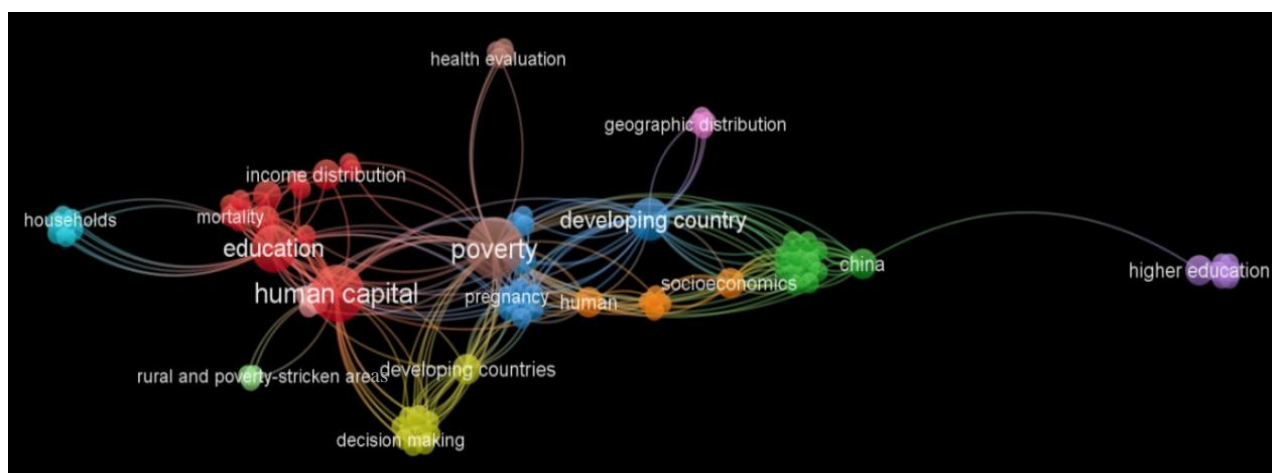 health evaluation
geographic distribution
income distribution
households
mortality
developing country
education
poverty
china
higher education
socioeconomics
human capital
pregnancy
human
developing countries
rural and poverty-stricken areas
decision making